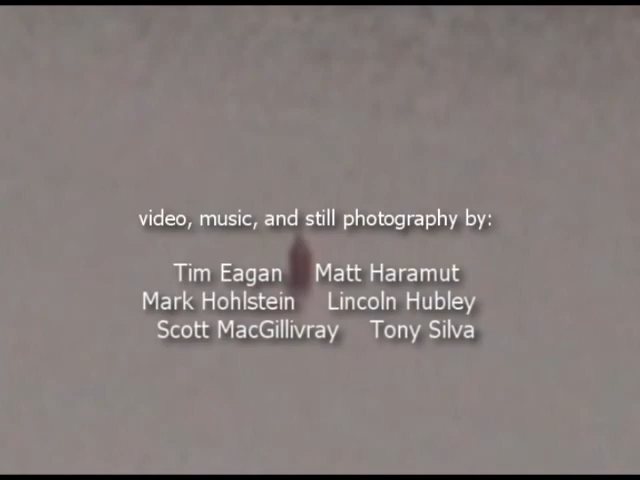 video, music, and still photography by:
Tim Eagan Matt Haramut
Mark Hohlstein Lincoln Hubley
Scott MacGillivray Tony Silva